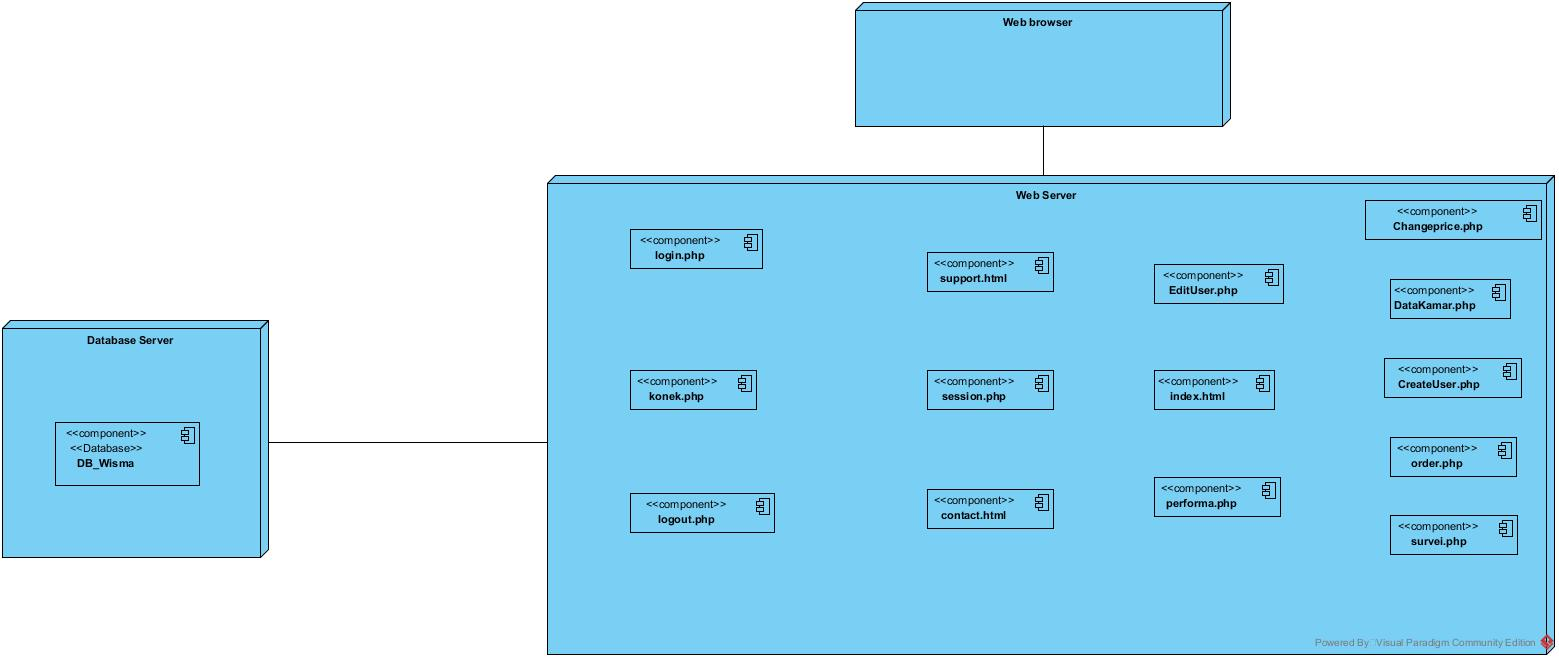 Web browser
Web Server
<<component>>
Changeprice.php
<<component>>
login.php
<<component>>
support.html
<<component>>
EditUser.php
<<component>>
DataKamar.php
Database Server
<<component>>
konek.php
<<component>>
session.php
<<component>>
index.html
<<component>>
CreateUser.php
<<component>>
<<Database>>
DB_Wisma
<<component>>
order.php
<<component>>
logout.php
<<component>>
contact.html
<<component>>
performa.php
<<component>>
survei.php
Powered By Visual Paradigm Community Edition